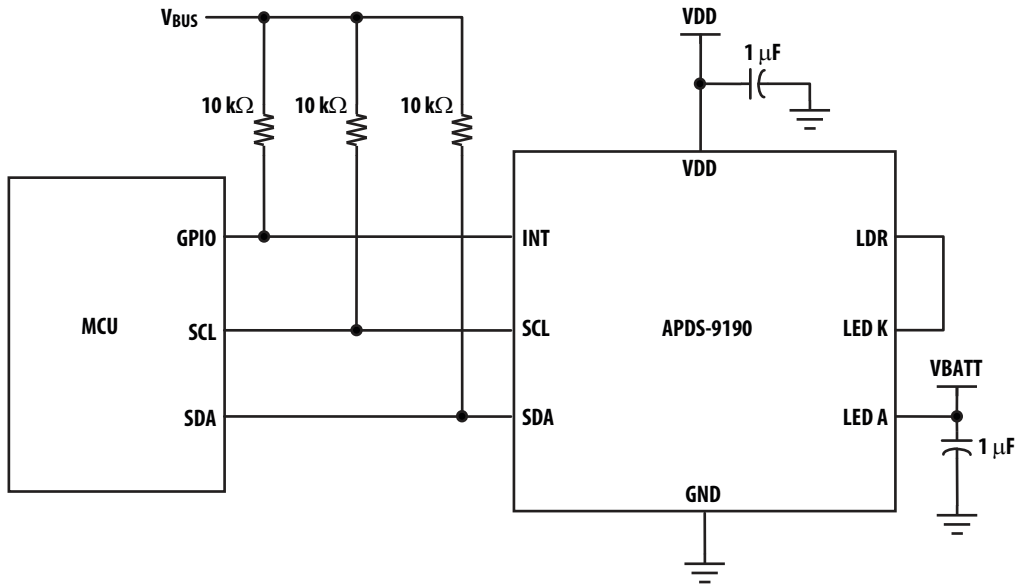 VBUS
VDD
1 μF
10 kΩ 10 kΩ 10 kΩ
VDD
GPIO INT LDR
MCU SCL SCL APDS-9190 LED K
VBATT
SDA SDA LED A
1 μF
GND